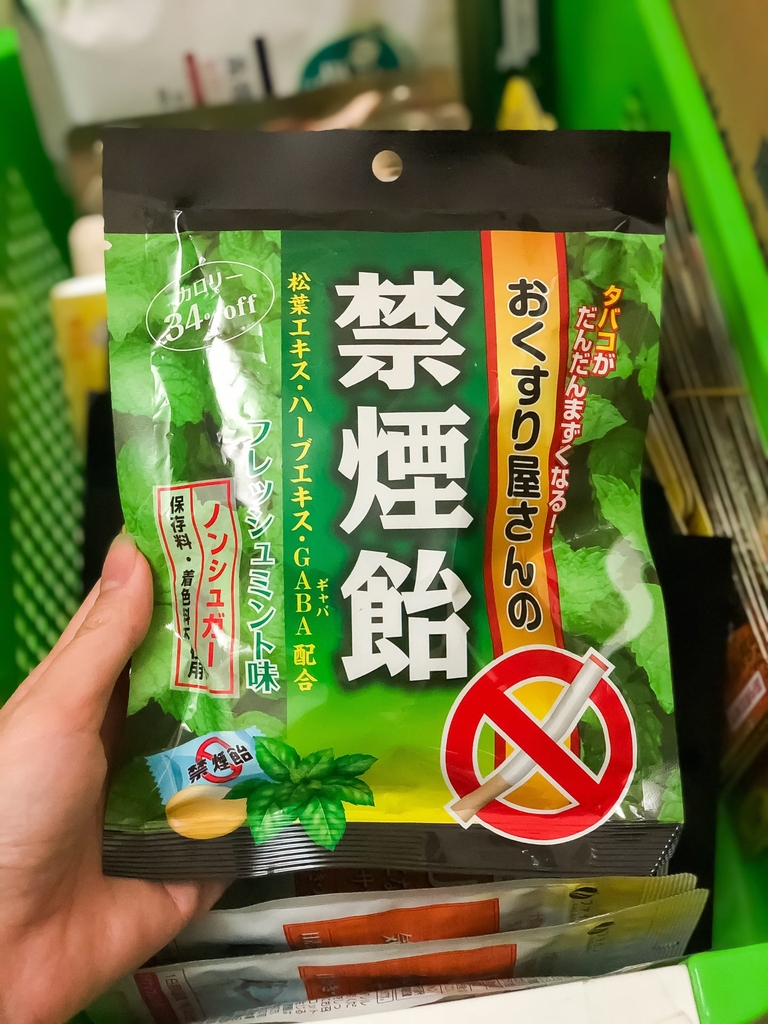 タバコが
だんだんまずくなる!
おくすり屋さんの
禁煙飴
松葉エキス・ハーブエキス・GABA配合
ギャバ
カロリー
34%off
フレッシュミント味
ノンシュガー
保存料・着色料不使用
禁煙飴